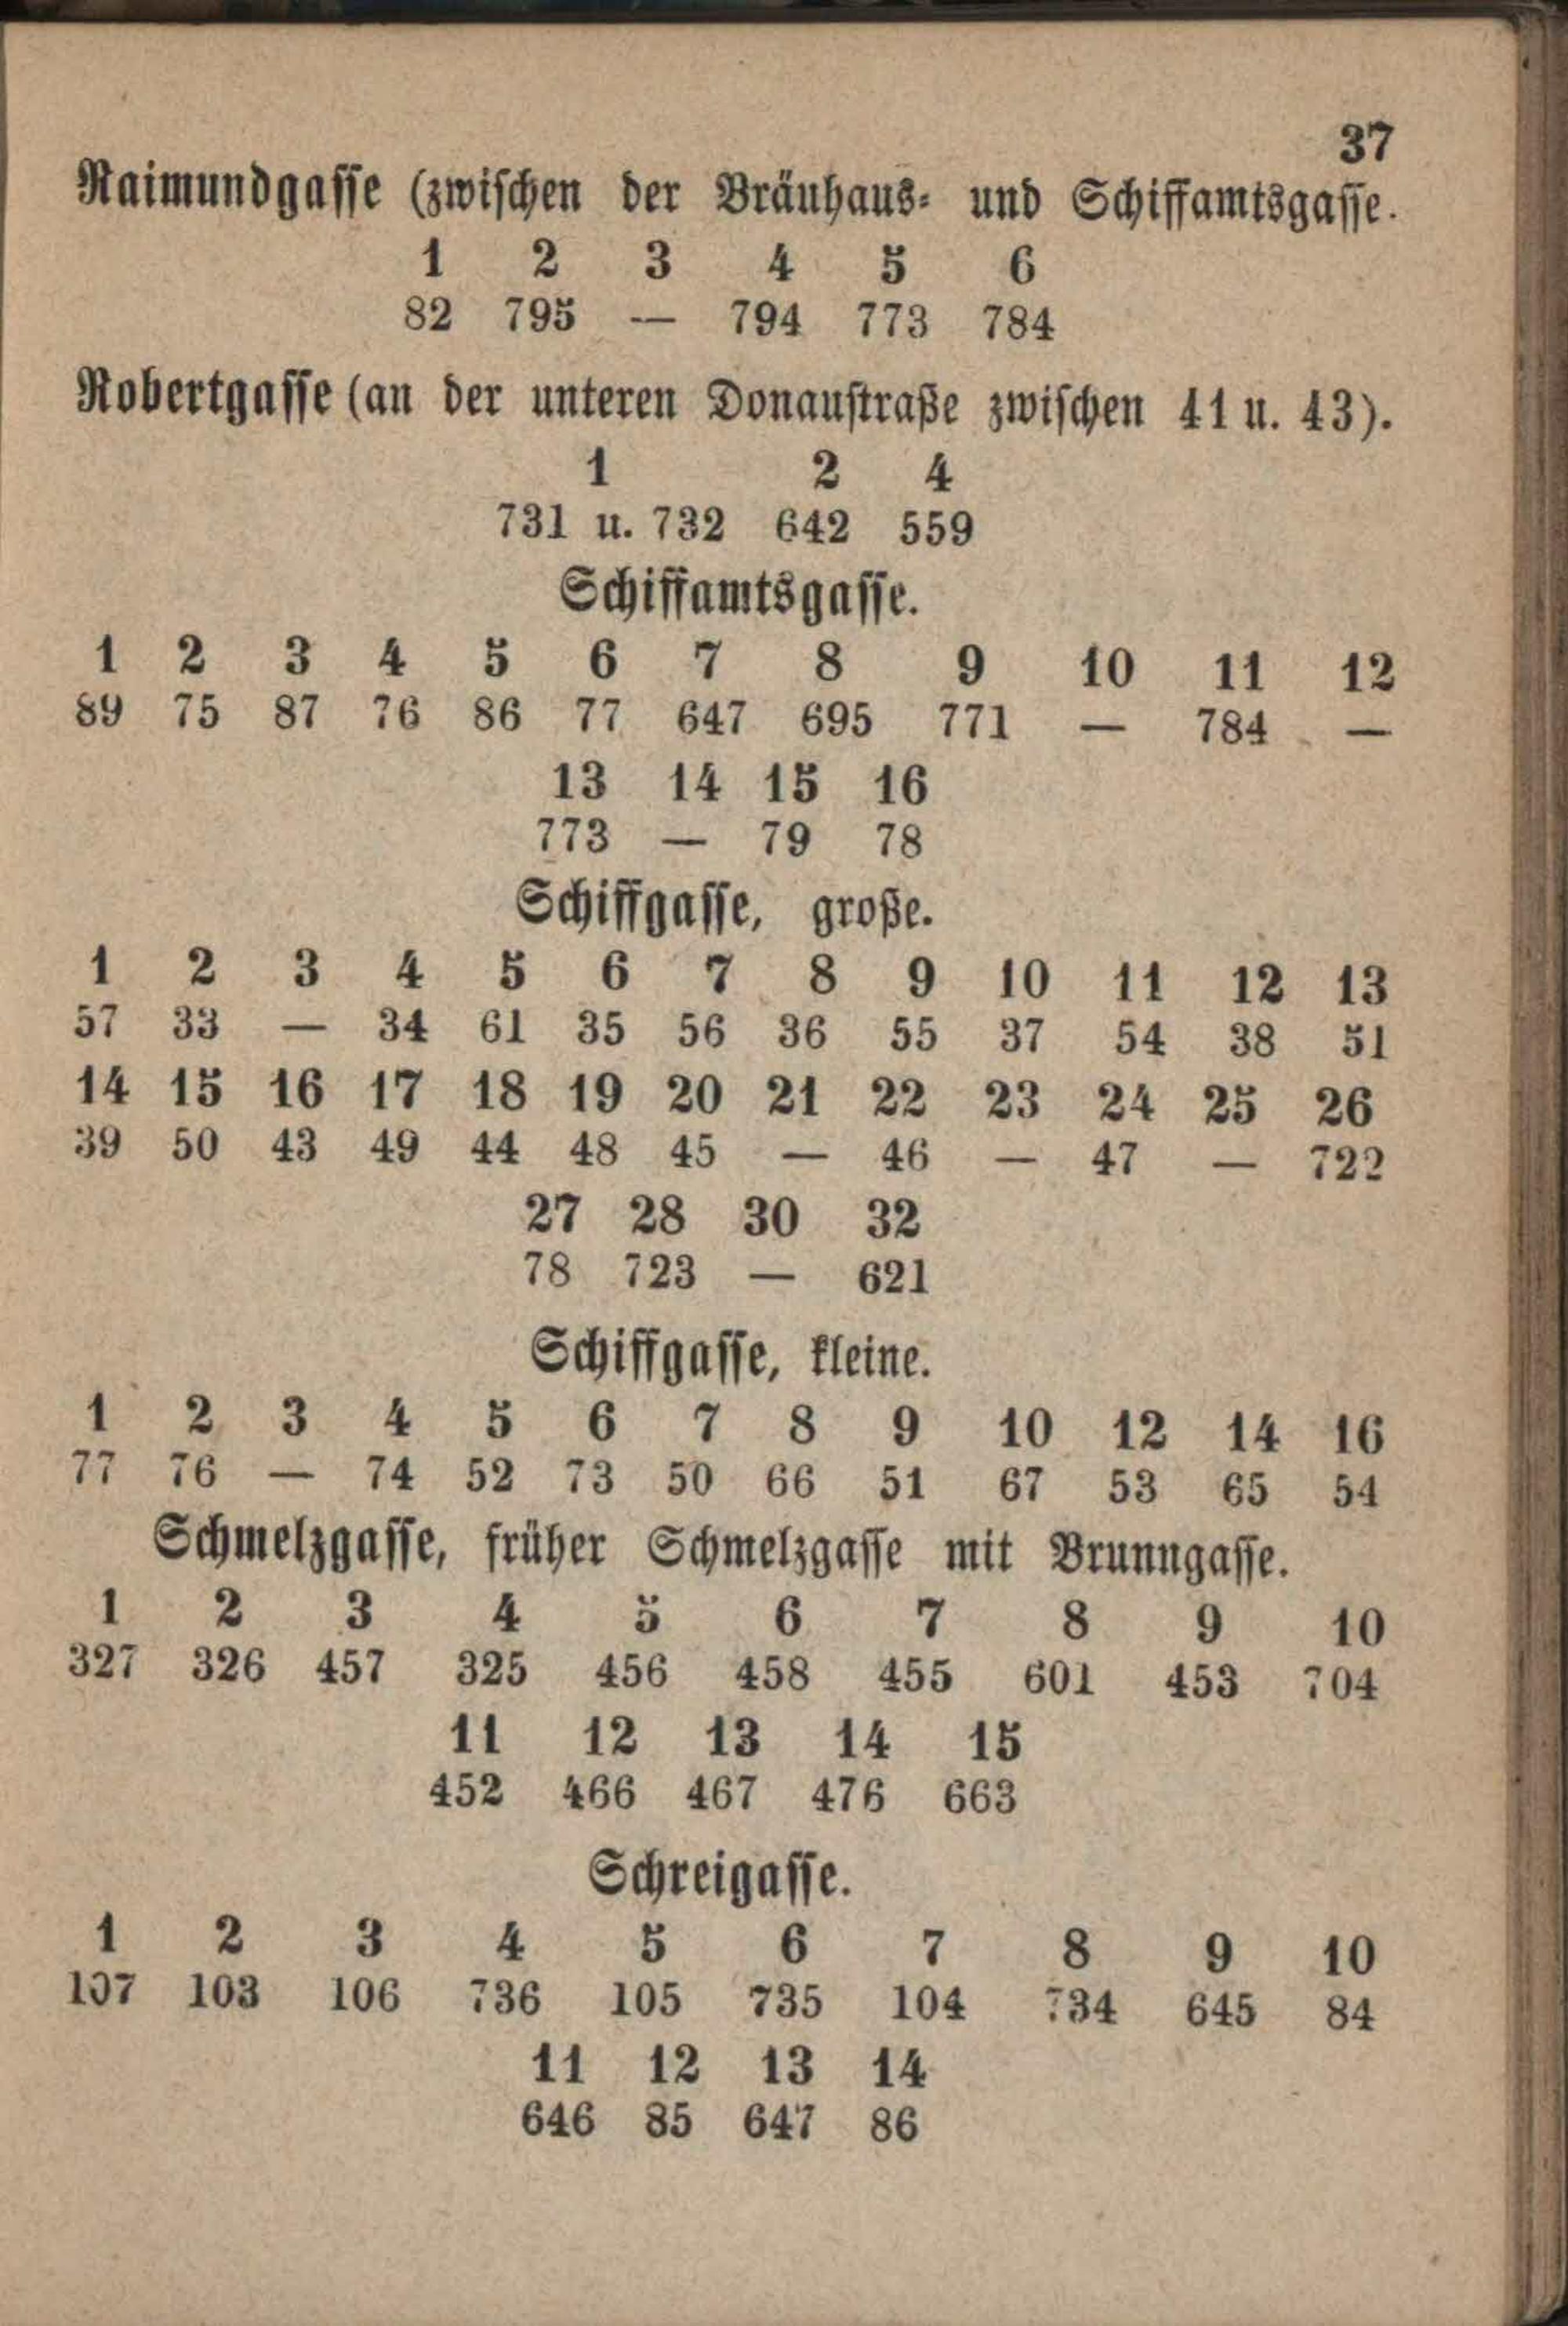 37
Raimundgasse (zwischen der Bräuhaus- und Schiffamtsgasse.
1 2 3 4 5 6
82 795 — 794 773 784
Robertgasse (an der unteren Donaustraße zwischen 41 u. 43).
1 2 4
731 u. 732 642 559
Schiffamtsgasse.
1 2 3 4 5 6 7 8 9 10 11 12
89 75 87 76 86 77 647 695 771 — 784 —
13 14 15 16
773 — 79 78
Schiffgasse, große.
1 2 3 4 5 6 7 8 9 10 11 12 13
57 33 — 34 61 35 56 36 55 37 54 38 51
14 15 16 17 18 19 20 21 22 23 24 25 26
39 50 43 49 44 48 45 — 46 — 47 — 722
27 28 30 32
78 723 — 621
Schiffgasse, kleine.
1 2 3 4 5 6 7 8 9 10 12 14 16
77 76 — 74 52 73 50 66 51 67 53 65 54
Schmelzgasse, früher Schmelzgasse mit Brunngasse.
1 2 3 4 5 6 7 8 9 10
327 326 457 325 456 458 455 601 453 704
11 12 13 14 15
452 466 467 476 663
Schreigasse.
1 2 3 4 5 6 7 8 9 10
107 103 106 736 105 735 104 734 645 84
11 12 13 14
646 85 647 86